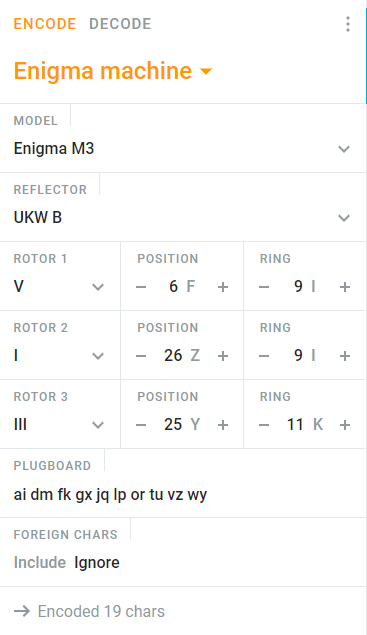 ENCODE DECODE
Enigma machine
MODEL
Enigma M3
REFLECTOR
UKW B
ROTOR 1 POSITION RING
V − 6 F + − 9 I +
ROTOR 2 POSITION RING
I − 26 Z + − 9 I +
ROTOR 3 POSITION RING
III − 25 Y + − 11 K +
PLUGBOARD
ai dm fk gx jq lp or tu vz wy
FOREIGN CHARS
Include Ignore
→ Encoded 19 chars